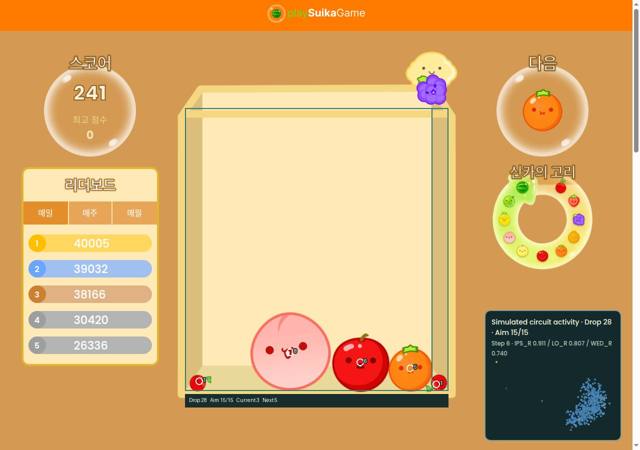 playSuikaGame
스코어
241
최고 점수
0
리더보드
매일
매주
매월
1
40005
2
39032
3
38166
4
30420
5
26336
다음
산카의 고리
Simulated circuit activity · Drop 28
· Aim 15/15
Step 6 · IPS_R 0.911 / LO_R 0.807 / WED_R
0.740
Drop28 Aim 15/15 Current3 Next5